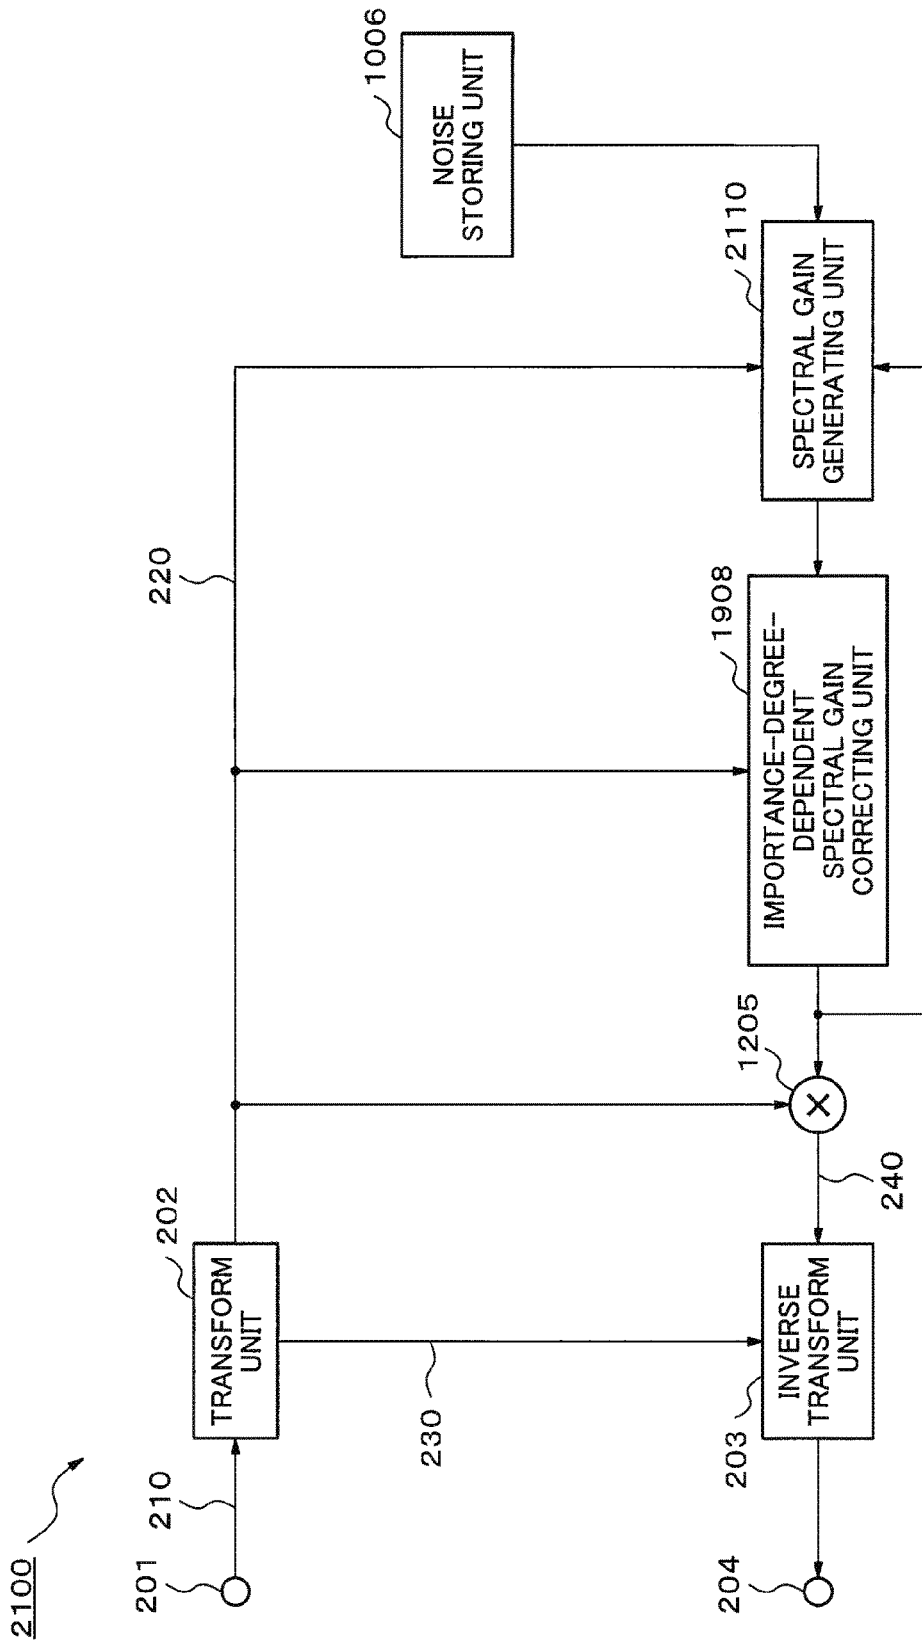 2100
201
210
TRANSFORM
UNIT
202
220
230
NOISE
STORING UNIT
1006
204
INVERSE
TRANSFORM
UNIT
203
240
1205
IMPORTANCE-DEGREE-
DEPENDENT
SPECTRAL GAIN
CORRECTING UNIT
1908
SPECTRAL GAIN
GENERATING UNIT
2110